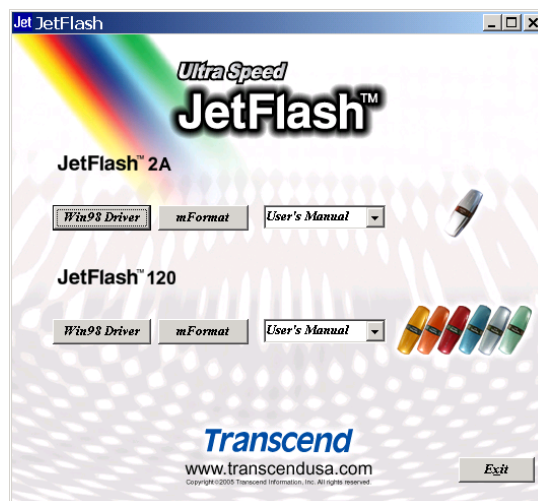 Jet JetFlash
Ultra Speed
JetFlash™
JetFlash™ 2A
Win98 Driver mFormat User's Manual
JetFlash™ 120
Win98 Driver mFormat User's Manual
Transcend
www.transcendusa.com
Copyright©2005 Transcend Information, Inc. All rights reserved.
Exit